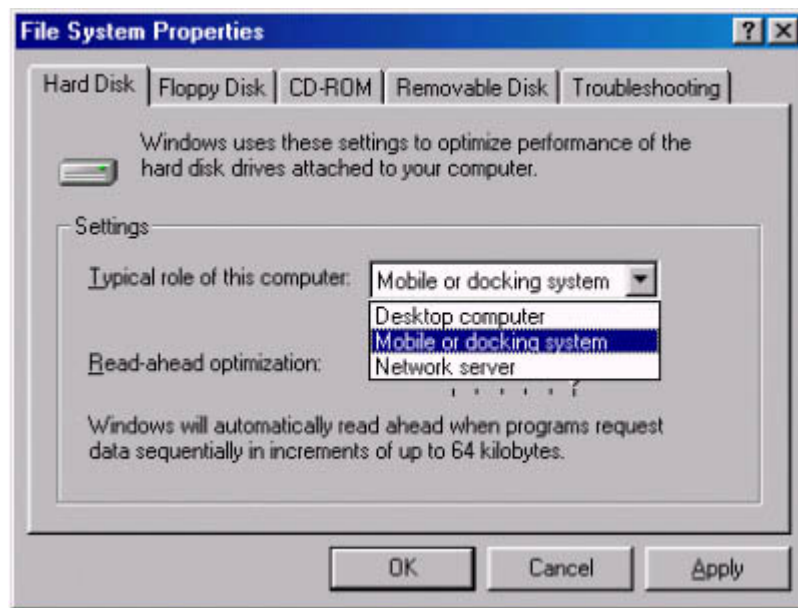 File System Properties
Hard Disk
Floppy Disk
CD-ROM
Removable Disk
Troubleshooting
Windows uses these settings to optimize performance of the
hard disk drives attached to your computer.
Settings
Typical role of this computer:
Mobile or docking system
Desktop computer
Mobile or docking system
Network server
Read-ahead optimization:
Windows will automatically read ahead when programs request
data sequentially in increments of up to 64 kilobytes.
OK
Cancel
Apply